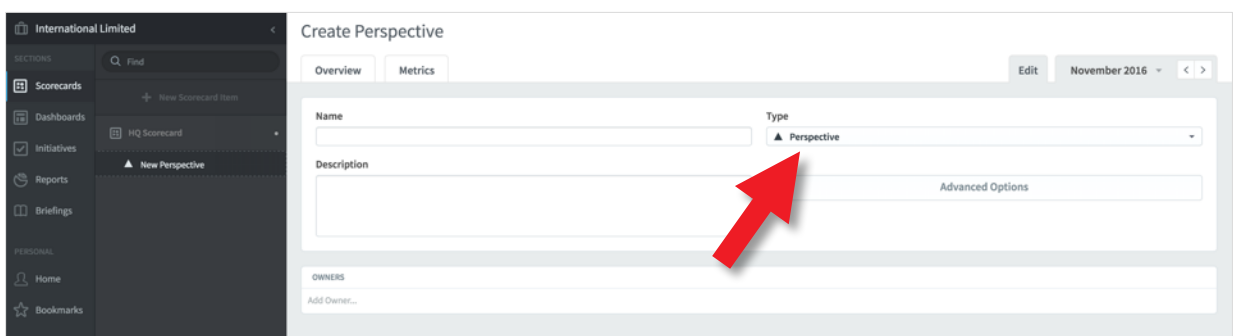 International Limited
SECTIONS
Scorecards
Dashboards
Initiatives
Reports
Briefings
PERSONAL
Home
Bookmarks
Find
New Scorecard Item
HQ Scorecard
New Perspective
Create Perspective
Overview Metrics Edit November 2016
Name Type
Perspective
Description
Advanced Options
OWNERS
Add Owner...